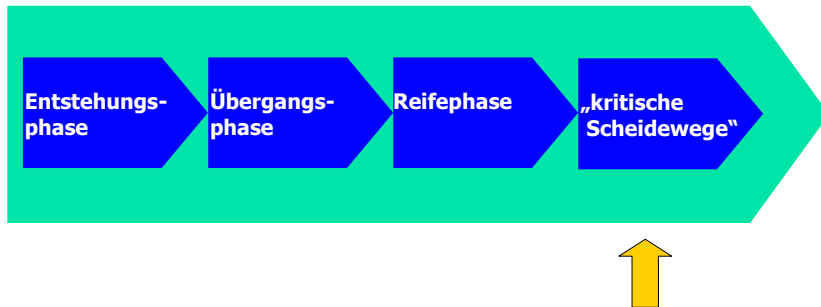 Entstehungs-
phase
Übergangs-
phase
Reifephase
„kritische
Scheidewege“